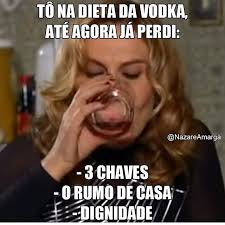 TÔ NA DIETA DA VODKA,
ATÉ AGORA JÁ PERDI:
@NazareAmarga
- 3 CHAVES
- O RUMO DE CASA
- DIGNIDADE